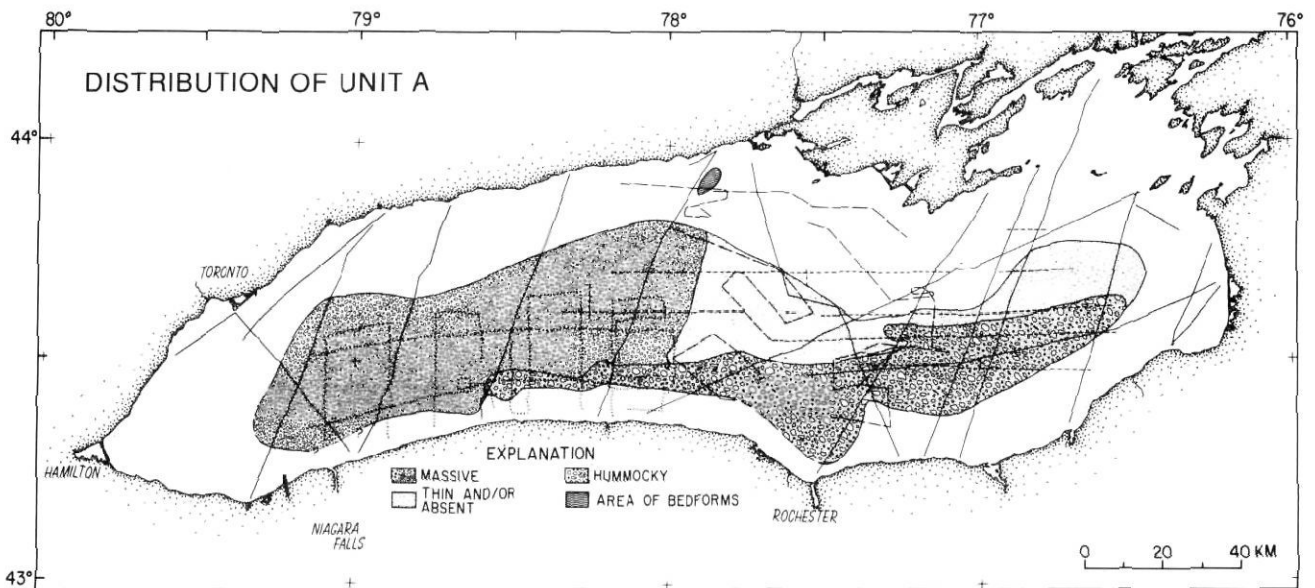 80° 79° 78° 77° 76°
DISTRIBUTION OF UNIT A
44°
TORONTO
HAMILTON
EXPLANATION
MASSIVE
HUMMOCKY
THIN AND/OR
ABSENT
AREA OF BEDFORMS
NIAGARA
FALLS
ROCHESTER
0 20 40 KM
43°